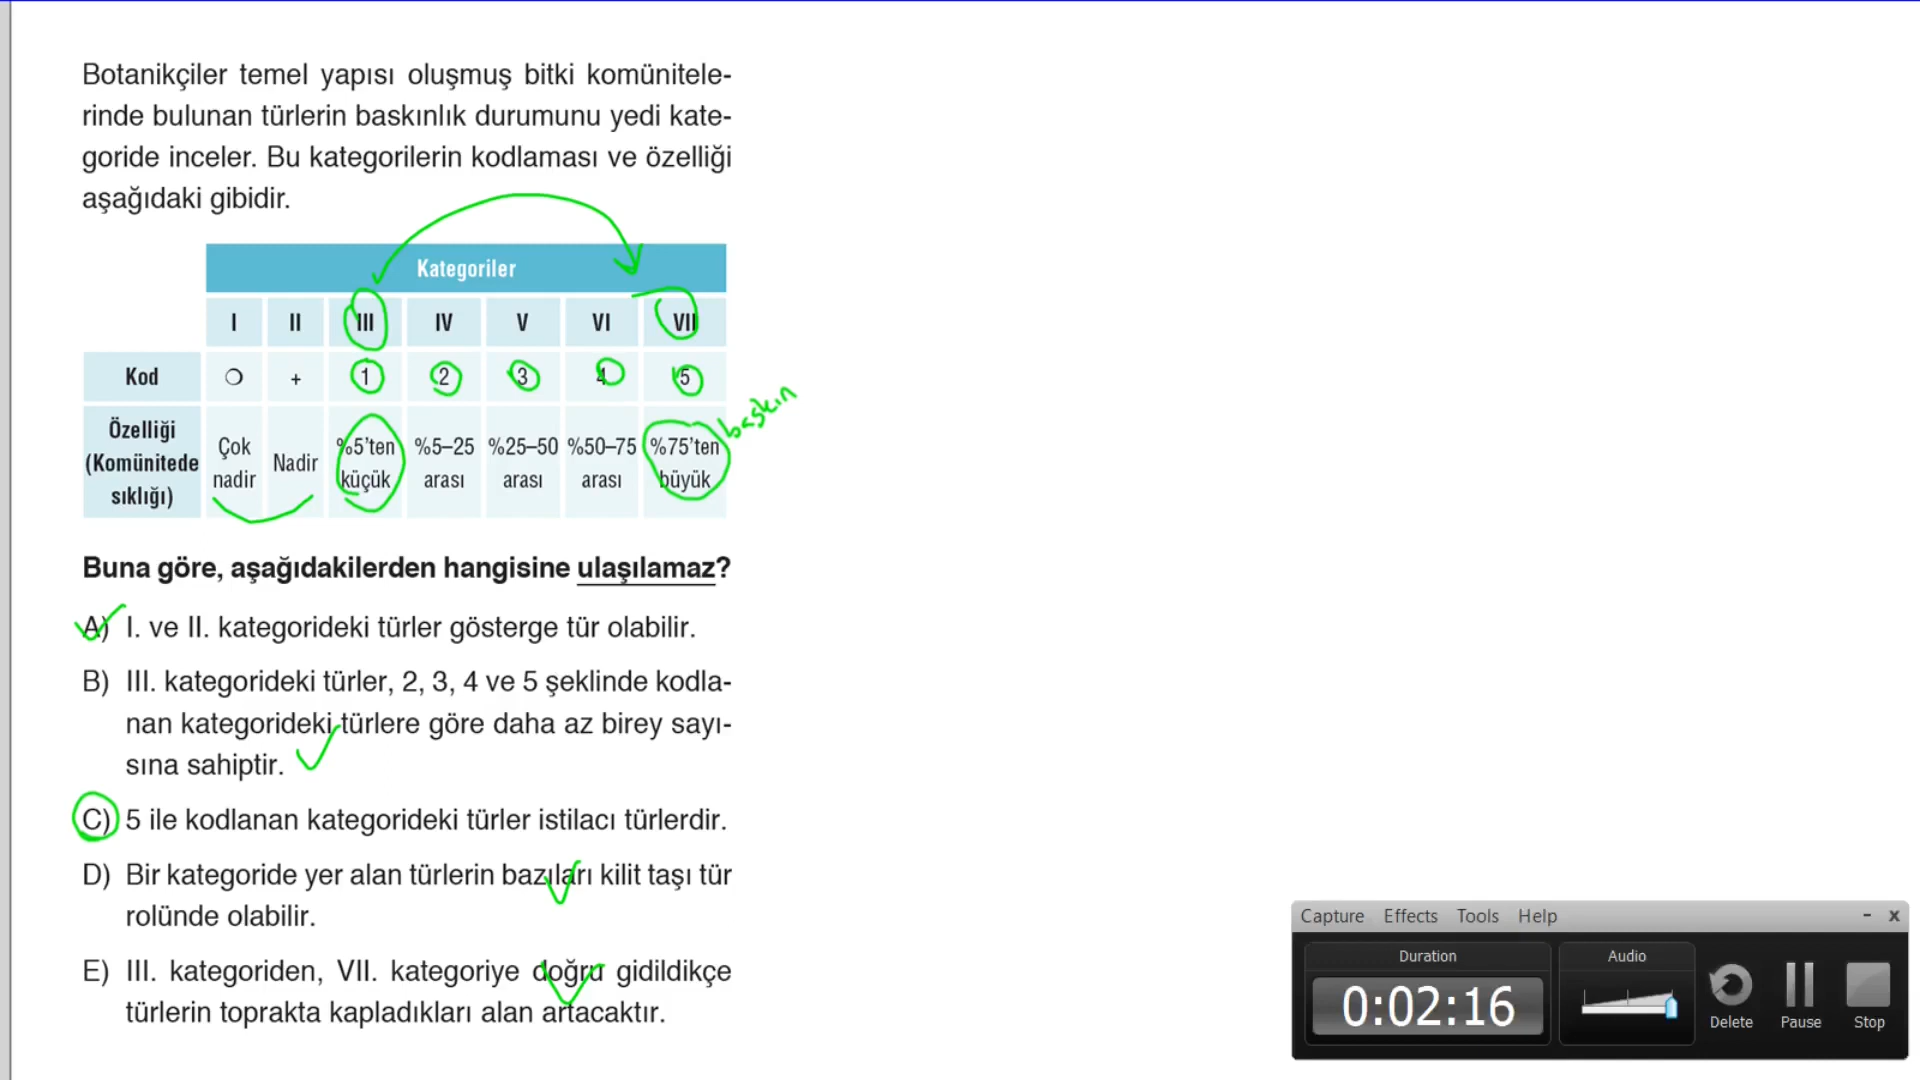 Botanikçiler temel yapısı oluşmuş bitki komünitele-
rinde bulunan türlerin baskınlık durumunu yedi kate-
goride inceler. Bu kategorilerin kodlaması ve özelliği
aşağıdaki gibidir.
Kategoriler
I II III IV V VI VII
Kod ❍ + 1 2 3 4 5
Özelliği (Komünitede sıklığı) Çok nadir Nadir %5'ten küçük %5–25 arası %25–50 arası %50–75 arası %75'ten büyük
baskın
Buna göre, aşağıdakilerden hangisine ulaşılamaz?
A) I. ve II. kategorideki türler gösterge tür olabilir.
B) III. kategorideki türler, 2, 3, 4 ve 5 şeklinde kodla-
nan kategorideki türlere göre daha az birey sayı-
sına sahiptir.
C) 5 ile kodlanan kategorideki türler istilacı türlerdir.
D) Bir kategoride yer alan türlerin bazıları kilit taşı tür
rolünde olabilir.
E) III. kategoriden, VII. kategoriye doğru gidildikçe
türlerin toprakta kapladıkları alan artacaktır.
Capture Effects Tools Help - x
Duration Audio
0:02:16
Delete Pause Stop